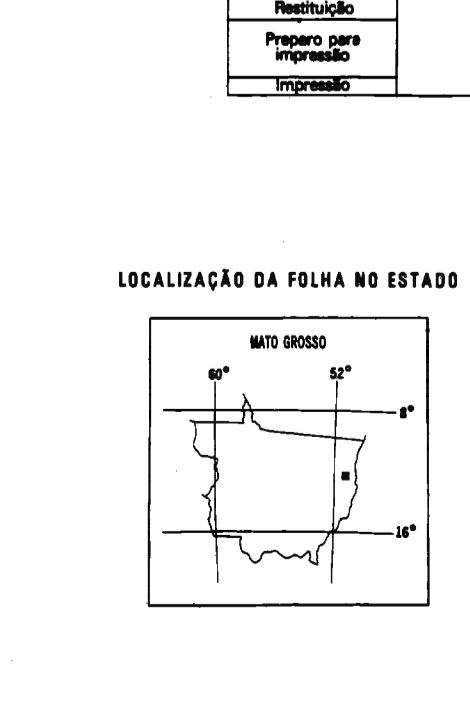 Restituição
Preparo para
impressão
Impressão
LOCALIZAÇÃO DA FOLHA NO ESTADO
MATO GROSSO
60° 52°
8°
16°